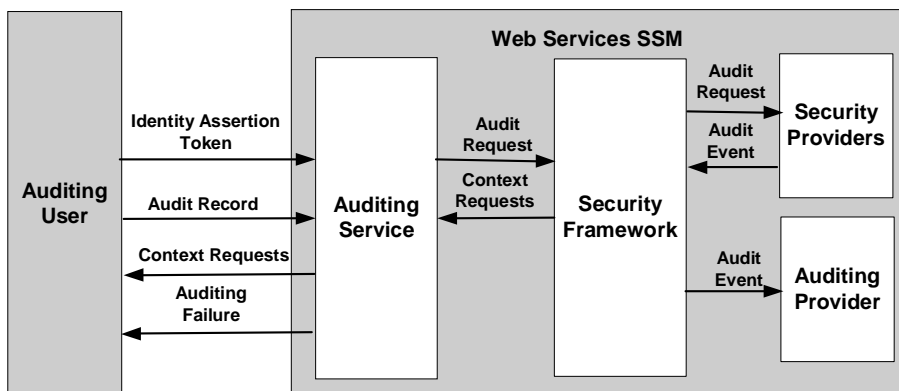 Web Services SSM
Auditing
User
Identity Assertion
Token
Audit Record
Context Requests
Auditing
Failure
Auditing
Service
Audit
Request
Context
Requests
Security
Framework
Audit
Request
Audit
Event
Security
Providers
Audit
Event
Auditing
Provider